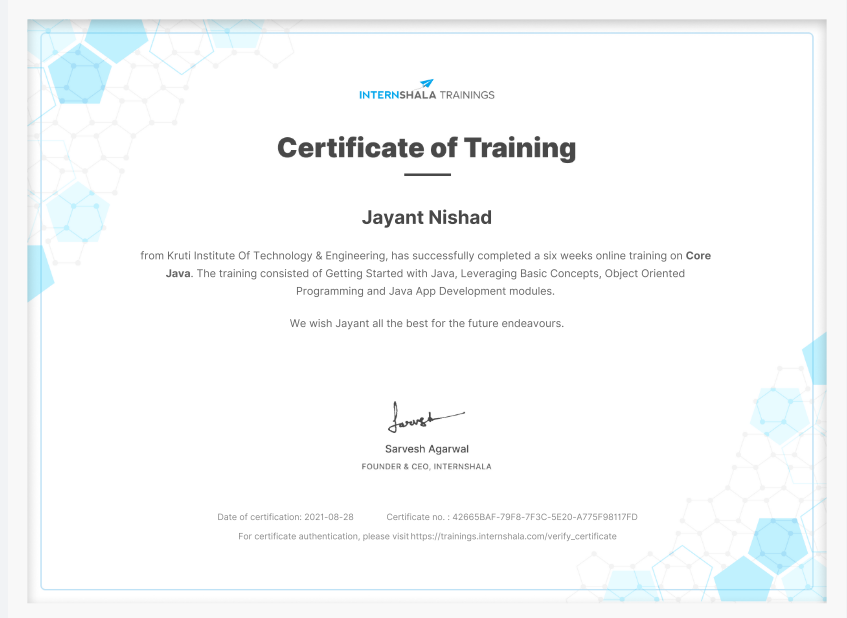 INTERNSHALA TRAININGS
Certificate of Training
Jayant Nishad
from Kruti Institute Of Technology & Engineering, has successfully completed a six weeks online training on Core
Java. The training consisted of Getting Started with Java, Leveraging Basic Concepts, Object Oriented
Programming and Java App Development modules.
We wish Jayant all the best for the future endeavours.
Sarvesh
Sarvesh Agarwal
FOUNDER & CEO, INTERNSHALA
Date of certification: 2021-08-28 Certificate no. : 42665BAF-79F8-7F3C-5E20-A775F98117FD
For certificate authentication, please visit https://trainings.internshala.com/verify_certificate